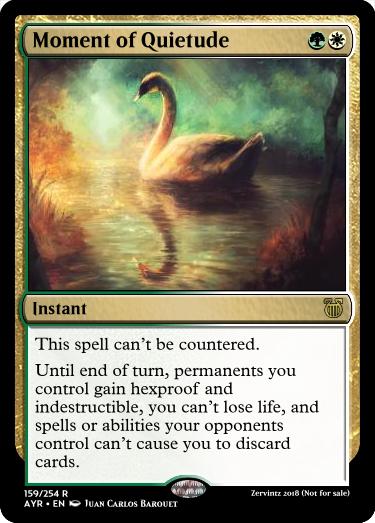 Moment of Quietude
Instant
This spell can't be countered.
Until end of turn, permanents you
control gain hexproof and
indestructible, you can't lose life, and
spells or abilities your opponents
control can't cause you to discard
cards.
159/254 R
Zervintz 2018 (Not for sale)
AYR • EN Juan Carlos Barquet